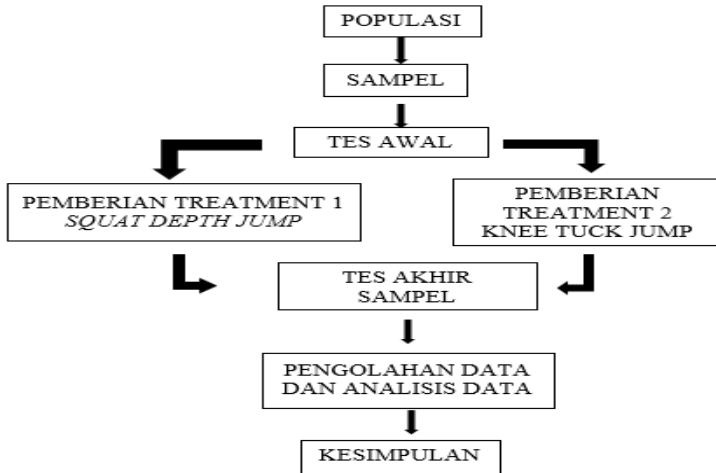 POPULASI
SAMPEL
TES AWAL
PEMBERIAN TREATMENT 1
SQUAT DEPTH JUMP
PEMBERIAN
TREATMENT 2
KNEE TUCK JUMP
TES AKHIR
SAMPEL
PENGOLAHAN DATA
DAN ANALISIS DATA
KESIMPULAN